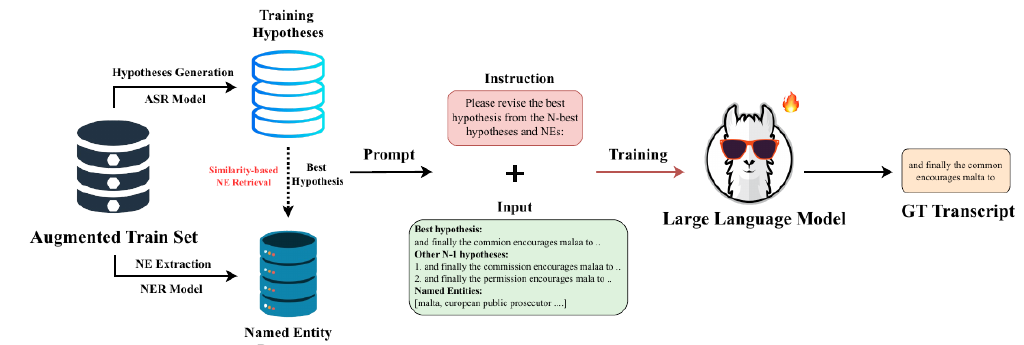 Training
Hypotheses
Hypotheses Generation
ASR Model
Similarity-based
NE Retrieval
Best
Hypothesis
Augmented Train Set
NE Extraction
NER Model
Named Entity
Prompt
Instruction
Please revise the best
hypothesis from the N-best
hypotheses and NEs:
+
Input
Best hypothesis:
and finally the commion encourages malaa to ..
Other N-1 hypotheses:
1. and finally the commission encourages malaa to ..
2. and finally the permission encourages mala to ..
Named Entities:
[malta, european public prosecutor ....]
Training
Large Language Model
and finally the common
encourages malta to
GT Transcript